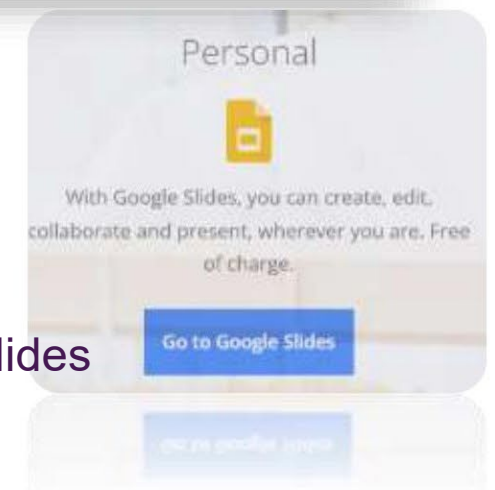 Personal
With Google Slides, you can create, edit,
collaborate and present, wherever you are. Free
of charge.
Go to Google Slides
lides